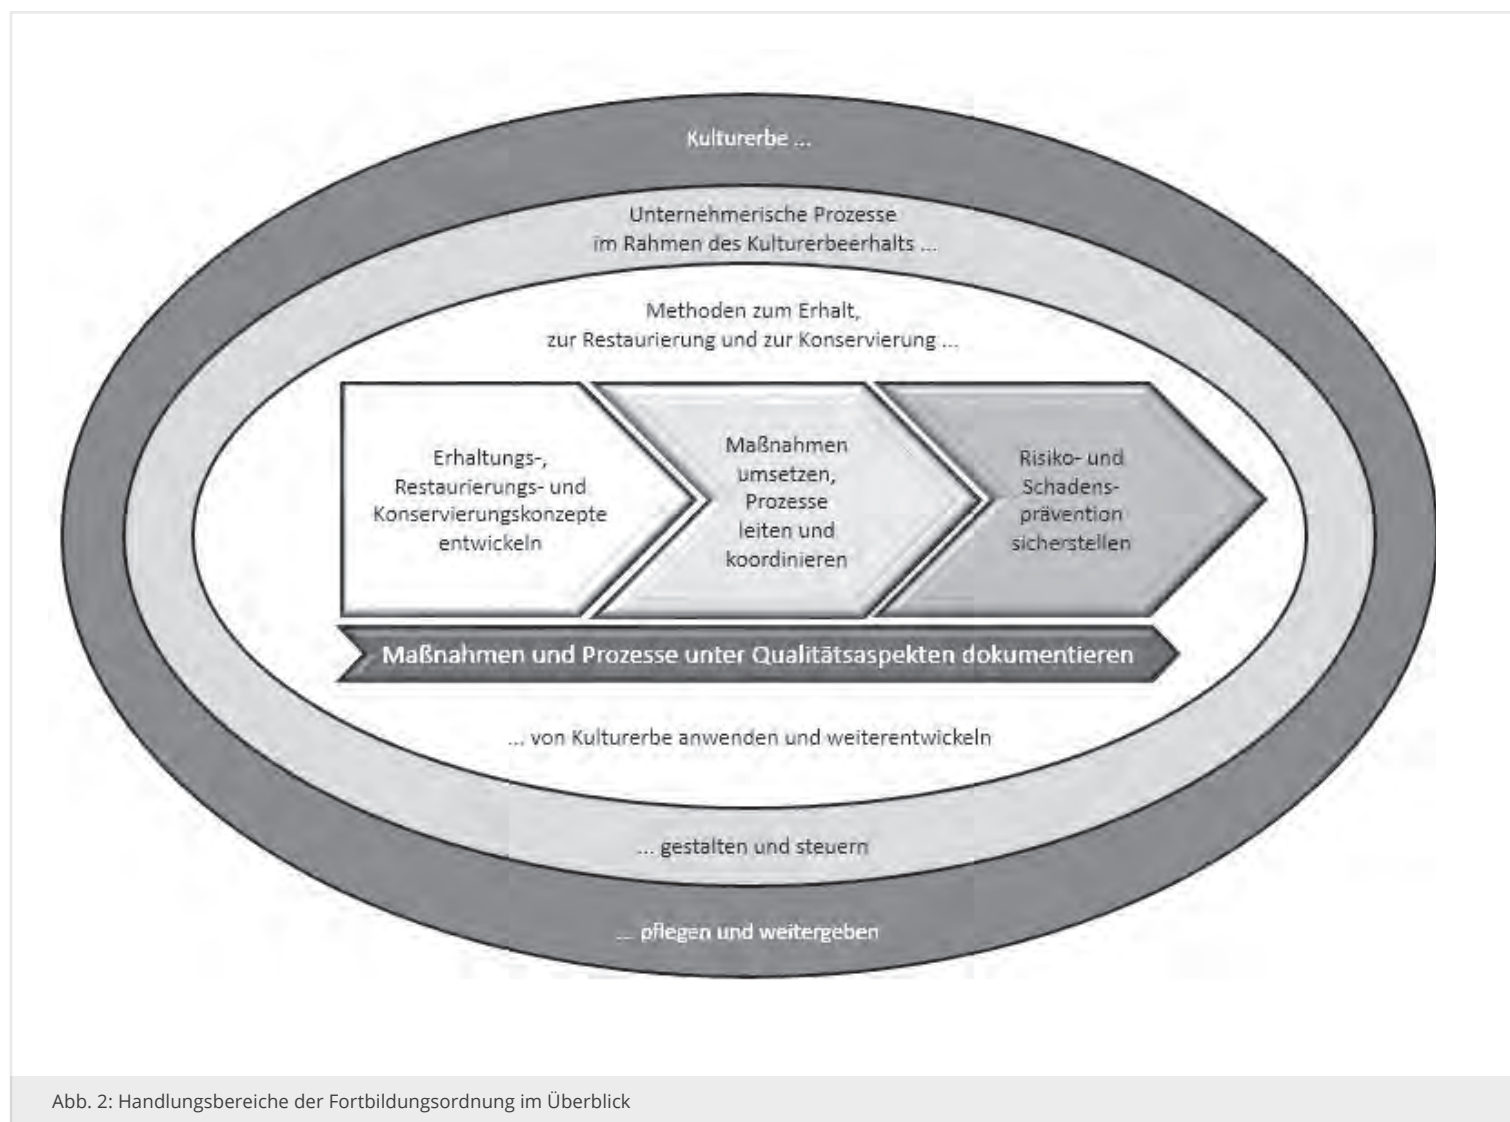 Kulturerbe ...
Unternehmerische Prozesse
im Rahmen des Kulturerbeerhalts ...
Methoden zum Erhalt,
zur Restaurierung und zur Konservierung ...
Erhaltungs-,
Restaurierungs- und
Konservierungskonzepte
entwickeln
Maßnahmen
umsetzen,
Prozesse
leiten und
koordinieren
Risiko- und
Schadens-
prävention
sicherstellen
Maßnahmen und Prozesse unter Qualitätsaspekten dokumentieren
... von Kulturerbe anwenden und weiterentwickeln
... gestalten und steuern
... pflegen und weitergeben
Abb. 2: Handlungsbereiche der Fortbildungsordnung im Überblick